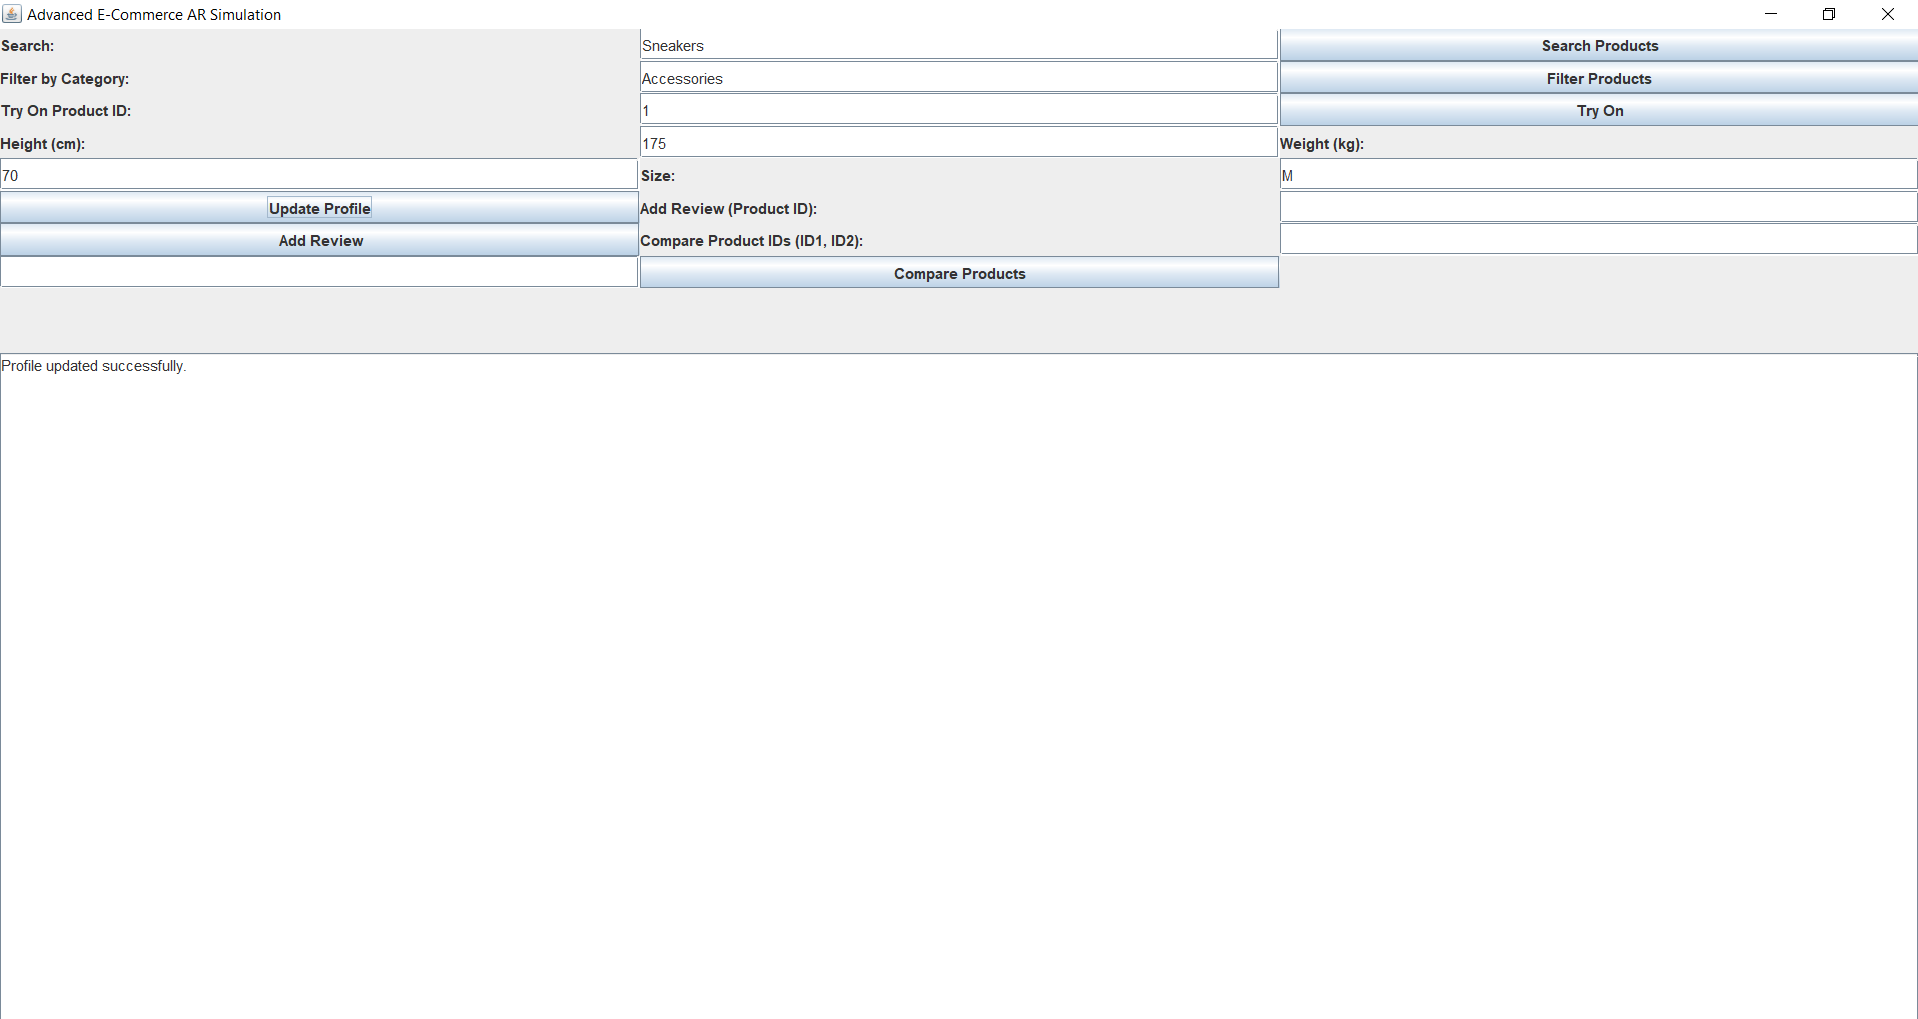 Advanced E-Commerce AR Simulation
Search: Sneakers Search Products
Filter by Category: Accessories Filter Products
Try On Product ID: 1 Try On
Height (cm): 175 Weight (kg):
70 Size: M
Update Profile Add Review (Product ID):
Add Review Compare Product IDs (ID1, ID2):
Compare Products
Profile updated successfully.